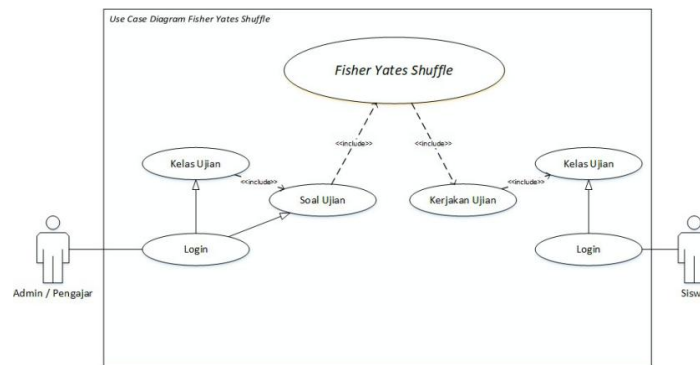 Use Case Diagram Fisher Yates Shuffle
Fisher Yates Shuffle
<<include>>
<<include>>
Kelas Ujian
Kelas Ujian
<<include>>
<<include>>
Soal Ujian
Kerjakan Ujian
Login
Login
Admin / Pengajar
Sisw